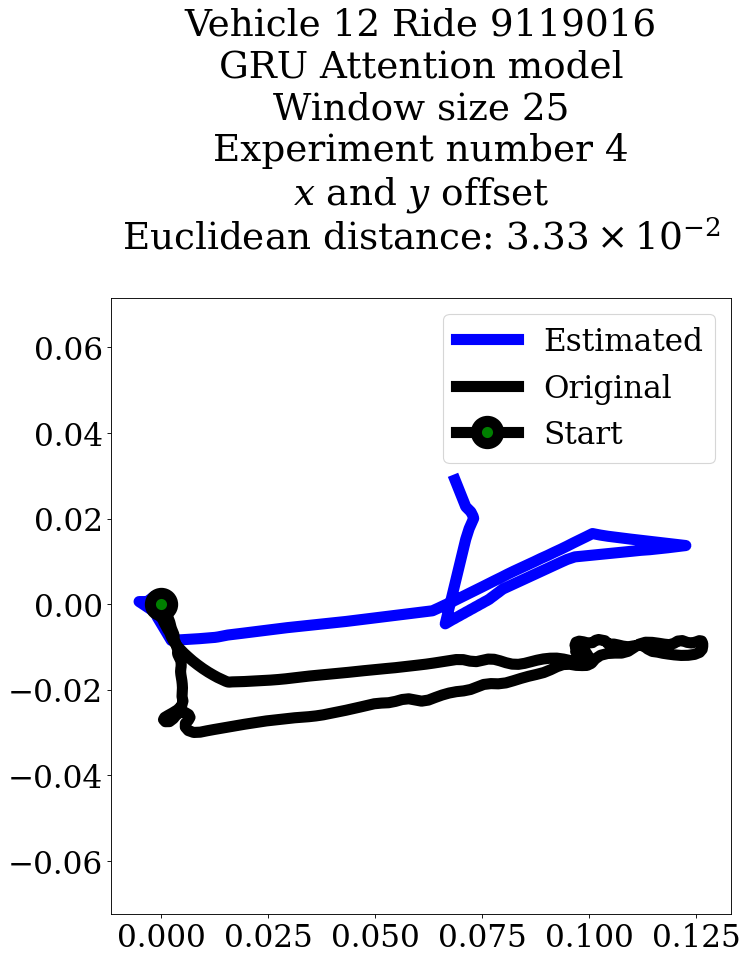 Vehicle 12 Ride 9119016
GRU Attention model
Window size 25
Experiment number 4
x and y offset
Euclidean distance: 3.33 × 10⁻²
Estimated
Original
Start
0.06
0.04
0.02
0.00
−0.02
−0.04
−0.06
0.000 0.025 0.050 0.075 0.100 0.125